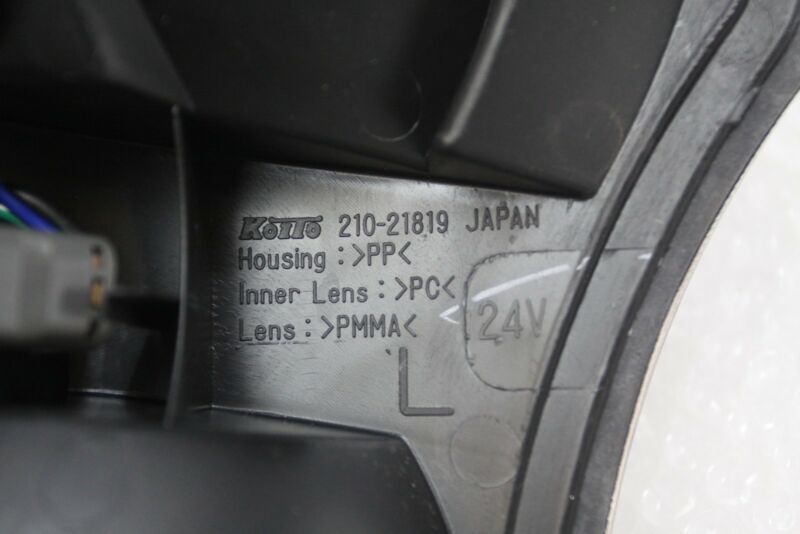 KOITO 210-21819 JAPAN
Housing :>PP<
Inner Lens :>PC<
Lens :>PMMA<
24V
L